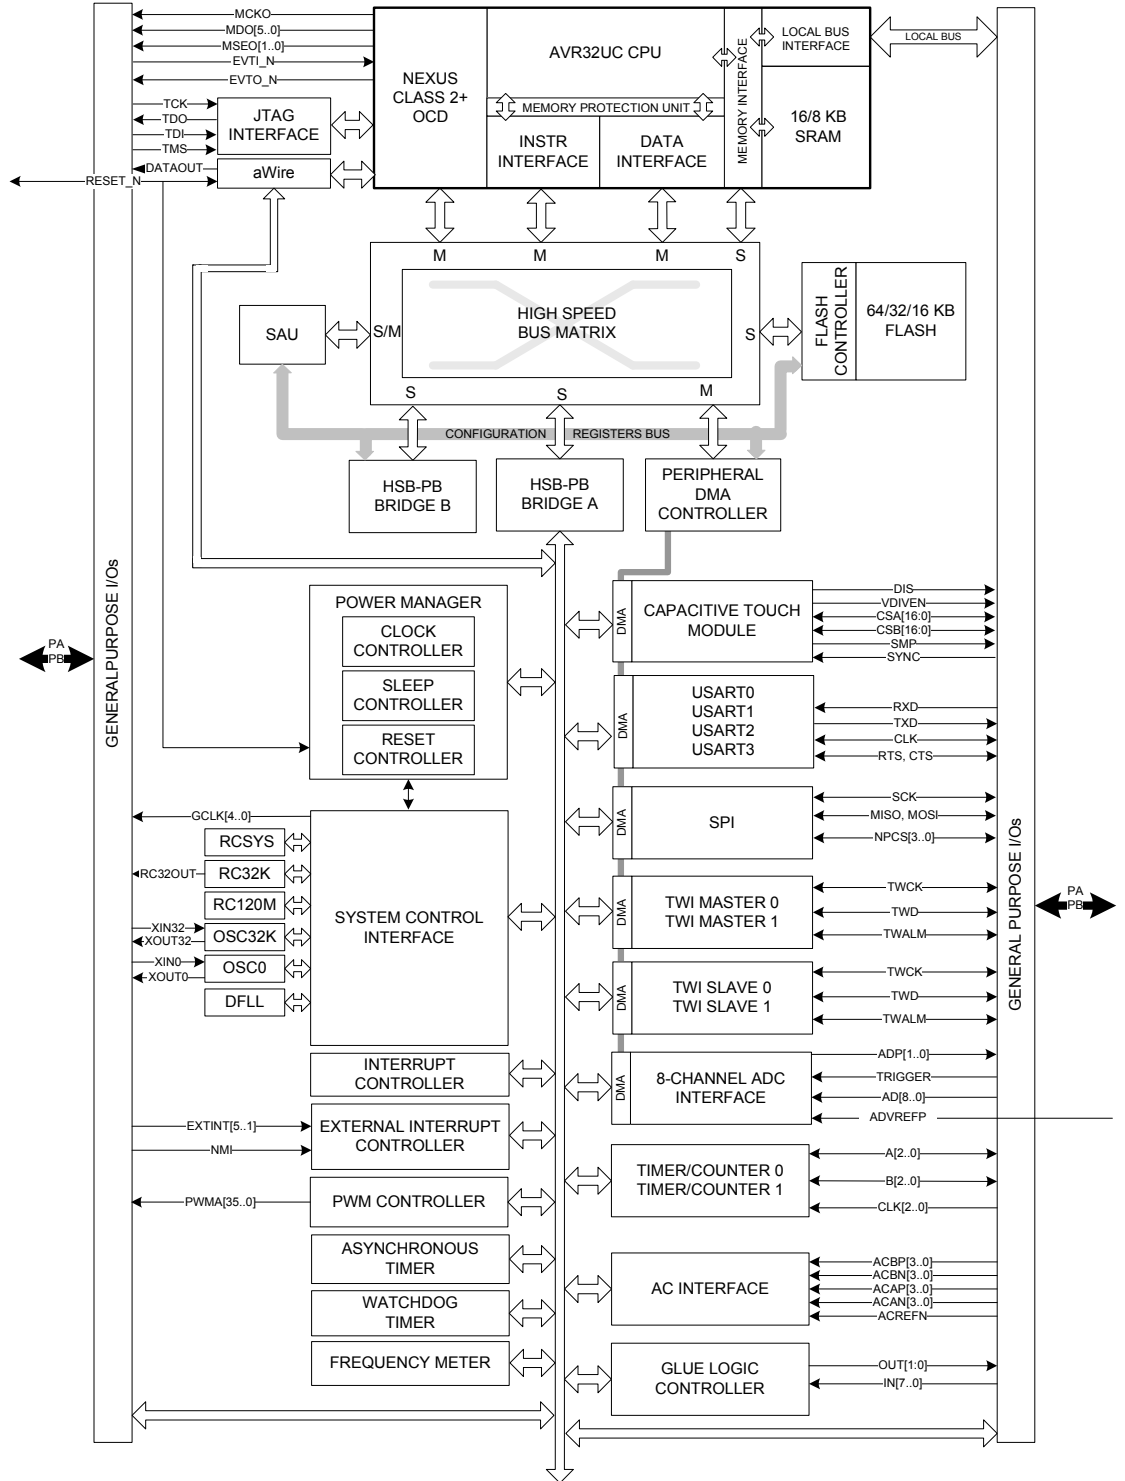 MCKO
MDO[5..0]
MSEO[1..0]
EVTI_N
EVTO_N
TCK
TDO
TDI
TMS
JTAG
INTERFACE
DATAOUT
RESET_N
aWire
NEXUS
CLASS 2+
OCD
AVR32UC CPU
MEMORY PROTECTION UNIT
INSTR
INTERFACE
DATA
INTERFACE
MEMORY INTERFACE
LOCAL BUS
INTERFACE
16/8 KB
SRAM
LOCAL BUS
M
M
M
S
S/M
HIGH SPEED
BUS MATRIX
S
S
S
M
SAU
FLASH
CONTROLLER
64/32/16 KB
FLASH
CONFIGURATION
REGISTERS BUS
HSB-PB
BRIDGE B
HSB-PB
BRIDGE A
PERIPHERAL
DMA
CONTROLLER
GENERALPURPOSE I/Os
PA
PB
POWER MANAGER
CLOCK
CONTROLLER
SLEEP
CONTROLLER
RESET
CONTROLLER
GCLK[4..0]
RCSYS
RC32OUT
RC32K
RC120M
XIN32
XOUT32
OSC32K
XIN0
XOUT0
OSC0
DFLL
SYSTEM CONTROL
INTERFACE
INTERRUPT
CONTROLLER
EXTINT[5..1]
NMI
EXTERNAL INTERRUPT
CONTROLLER
PWMA[35..0]
PWM CONTROLLER
ASYNCHRONOUS
TIMER
WATCHDOG
TIMER
FREQUENCY METER
DMA
CAPACITIVE TOUCH
MODULE
DIS
VDIVEN
CSA[16:0]
CSB[16:0]
SMP
SYNC
DMA
USART0
USART1
USART2
USART3
RXD
TXD
CLK
RTS, CTS
DMA
SPI
SCK
MISO, MOSI
NPCS[3..0]
DMA
TWI MASTER 0
TWI MASTER 1
TWCK
TWD
TWALM
DMA
TWI SLAVE 0
TWI SLAVE 1
TWCK
TWD
TWALM
DMA
8-CHANNEL ADC
INTERFACE
ADP[1..0]
TRIGGER
AD[8..0]
ADVREFP
TIMER/COUNTER 0
TIMER/COUNTER 1
A[2..0]
B[2..0]
CLK[2..0]
AC INTERFACE
ACBP[3..0]
ACBN[3..0]
ACAP[3..0]
ACAN[3..0]
ACREFN
GLUE LOGIC
CONTROLLER
OUT[1:0]
IN[7..0]
GENERAL PURPOSE I/Os
PA
PB